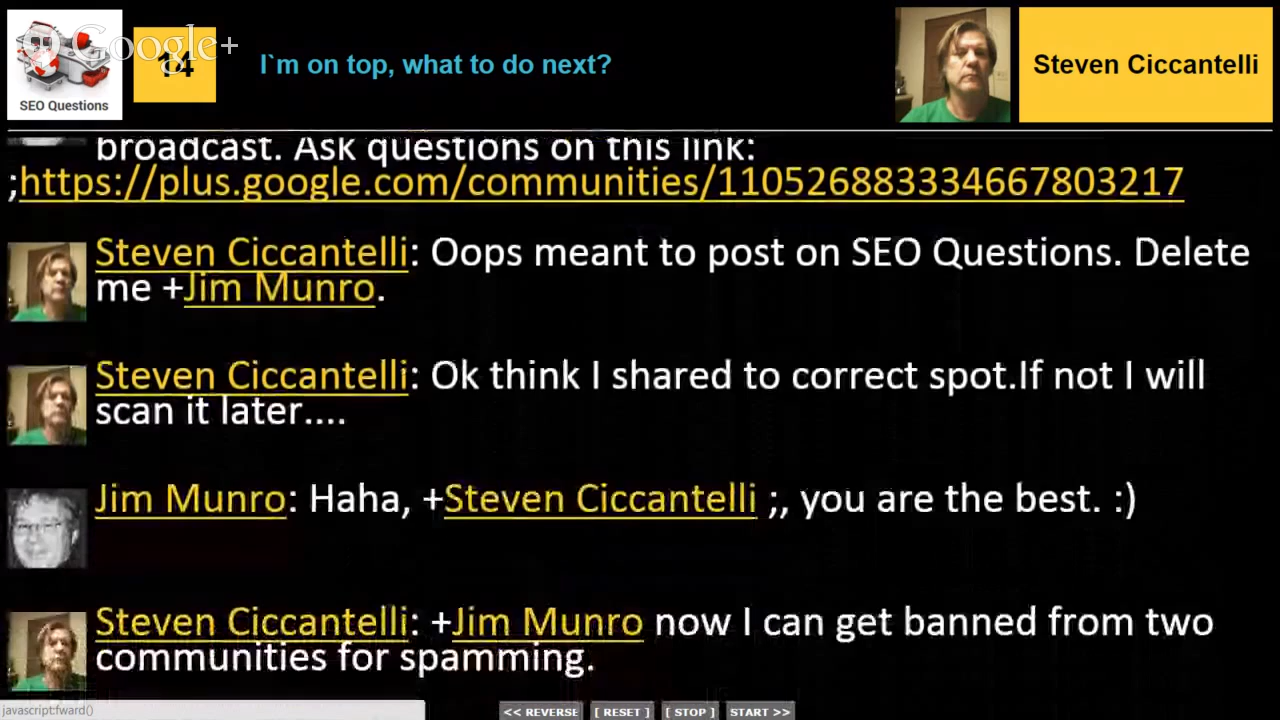 Google+
SEO Questions
14
I`m on top, what to do next?
Steven Ciccantelli
broadcast. Ask questions on this link:
;https://plus.google.com/communities/110526883334667803217
Steven Ciccantelli: Oops meant to post on SEO Questions. Delete
me +Jim Munro.
Steven Ciccantelli: Ok think I shared to correct spot.If not I will
scan it later....
Jim Munro: Haha, +Steven Ciccantelli ;, you are the best. :)
Steven Ciccantelli: +Jim Munro now I can get banned from two
communities for spamming.
javascript:fward()
<< REVERSE [ RESET ] [ STOP ] START >>